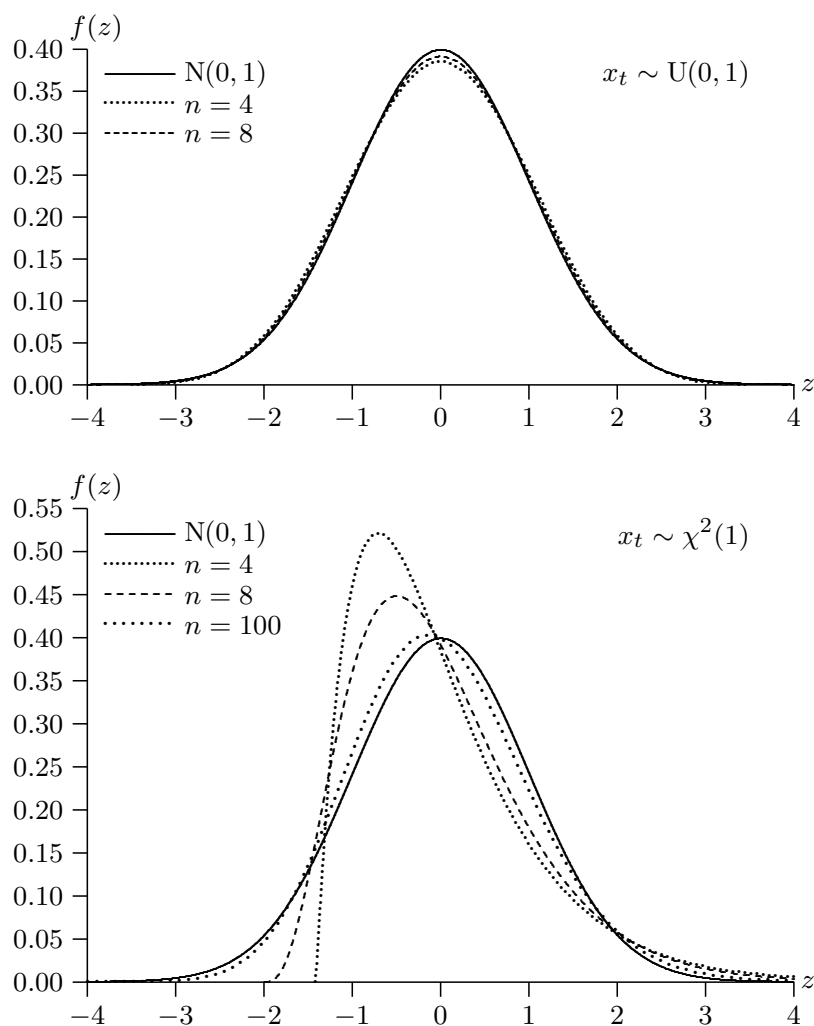 f(z)
0.40
N(0, 1)
x_t ∼ U(0, 1)
0.35
n = 4
0.30
n = 8
0.25
0.20
0.15
0.10
0.05
0.00
z
−4 −3 −2 −1 0 1 2 3 4
f(z)
0.55
N(0, 1)
x_t ∼ χ²(1)
0.50
n = 4
0.45
n = 8
0.40
n = 100
0.35
0.30
0.25
0.20
0.15
0.10
0.05
0.00
z
−4 −3 −2 −1 0 1 2 3 4